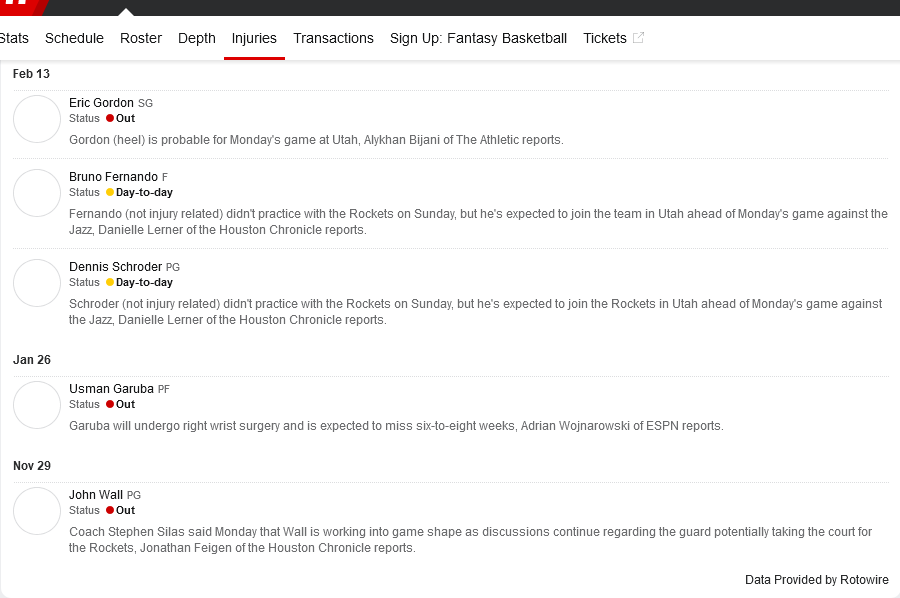 Stats Schedule Roster Depth Injuries Transactions Sign Up: Fantasy Basketball Tickets
Feb 13
Eric Gordon SG
Status Out
Gordon (heel) is probable for Monday's game at Utah, Alykhan Bijani of The Athletic reports.
Bruno Fernando F
Status Day-to-day
Fernando (not injury related) didn't practice with the Rockets on Sunday, but he's expected to join the team in Utah ahead of Monday's game against the
Jazz, Danielle Lerner of the Houston Chronicle reports.
Dennis Schroder PG
Status Day-to-day
Schroder (not injury related) didn't practice with the Rockets on Sunday, but he's expected to join the Rockets in Utah ahead of Monday's game against
the Jazz, Danielle Lerner of the Houston Chronicle reports.
Jan 26
Usman Garuba PF
Status Out
Garuba will undergo right wrist surgery and is expected to miss six-to-eight weeks, Adrian Wojnarowski of ESPN reports.
Nov 29
John Wall PG
Status Out
Coach Stephen Silas said Monday that Wall is working into game shape as discussions continue regarding the guard potentially taking the court for
the Rockets, Jonathan Feigen of the Houston Chronicle reports.
Data Provided by Rotowire